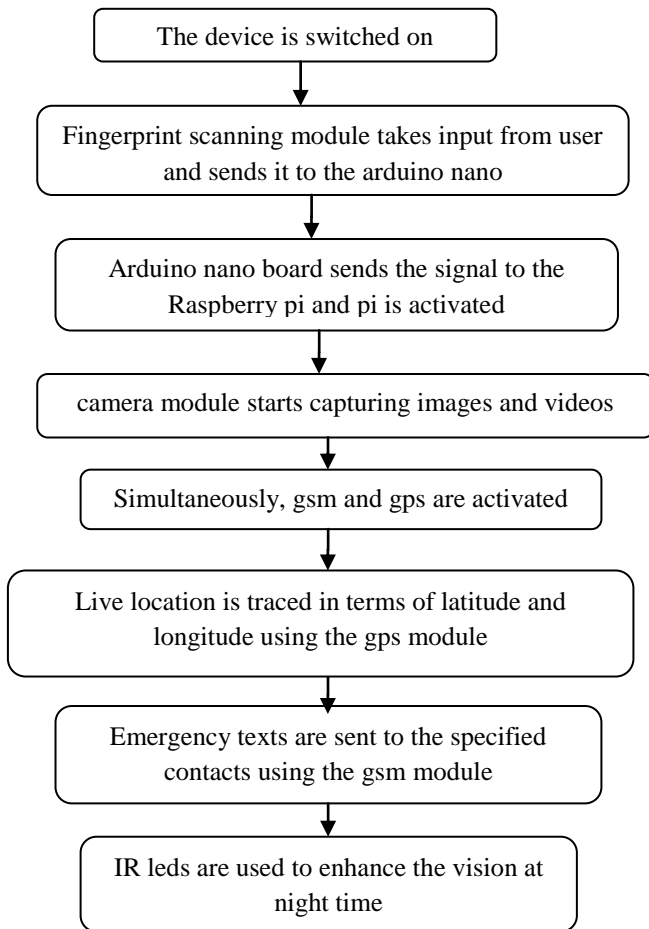 The device is switched on
Fingerprint scanning module takes input from user
and sends it to the arduino nano
Arduino nano board sends the signal to the
Raspberry pi and pi is activated
camera module starts capturing images and videos
Simultaneously, gsm and gps are activated
Live location is traced in terms of latitude and
longitude using the gps module
Emergency texts are sent to the specified
contacts using the gsm module
IR leds are used to enhance the vision at
night time